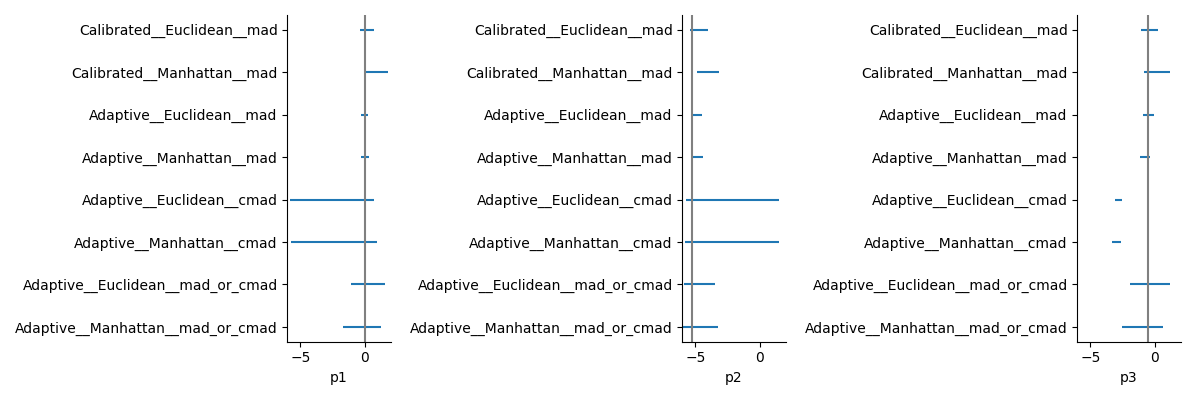 Calibrated__Euclidean__mad
Calibrated__Manhattan__mad
Adaptive__Euclidean__mad
Adaptive__Manhattan__mad
Adaptive__Euclidean__cmad
Adaptive__Manhattan__cmad
Adaptive__Euclidean__mad_or_cmad
Adaptive__Manhattan__mad_or_cmad
−5 0
p1
Calibrated__Euclidean__mad
Calibrated__Manhattan__mad
Adaptive__Euclidean__mad
Adaptive__Manhattan__mad
Adaptive__Euclidean__cmad
Adaptive__Manhattan__cmad
Adaptive__Euclidean__mad_or_cmad
Adaptive__Manhattan__mad_or_cmad
−5 0
p2
Calibrated__Euclidean__mad
Calibrated__Manhattan__mad
Adaptive__Euclidean__mad
Adaptive__Manhattan__mad
Adaptive__Euclidean__cmad
Adaptive__Manhattan__cmad
Adaptive__Euclidean__mad_or_cmad
Adaptive__Manhattan__mad_or_cmad
−5 0
p3